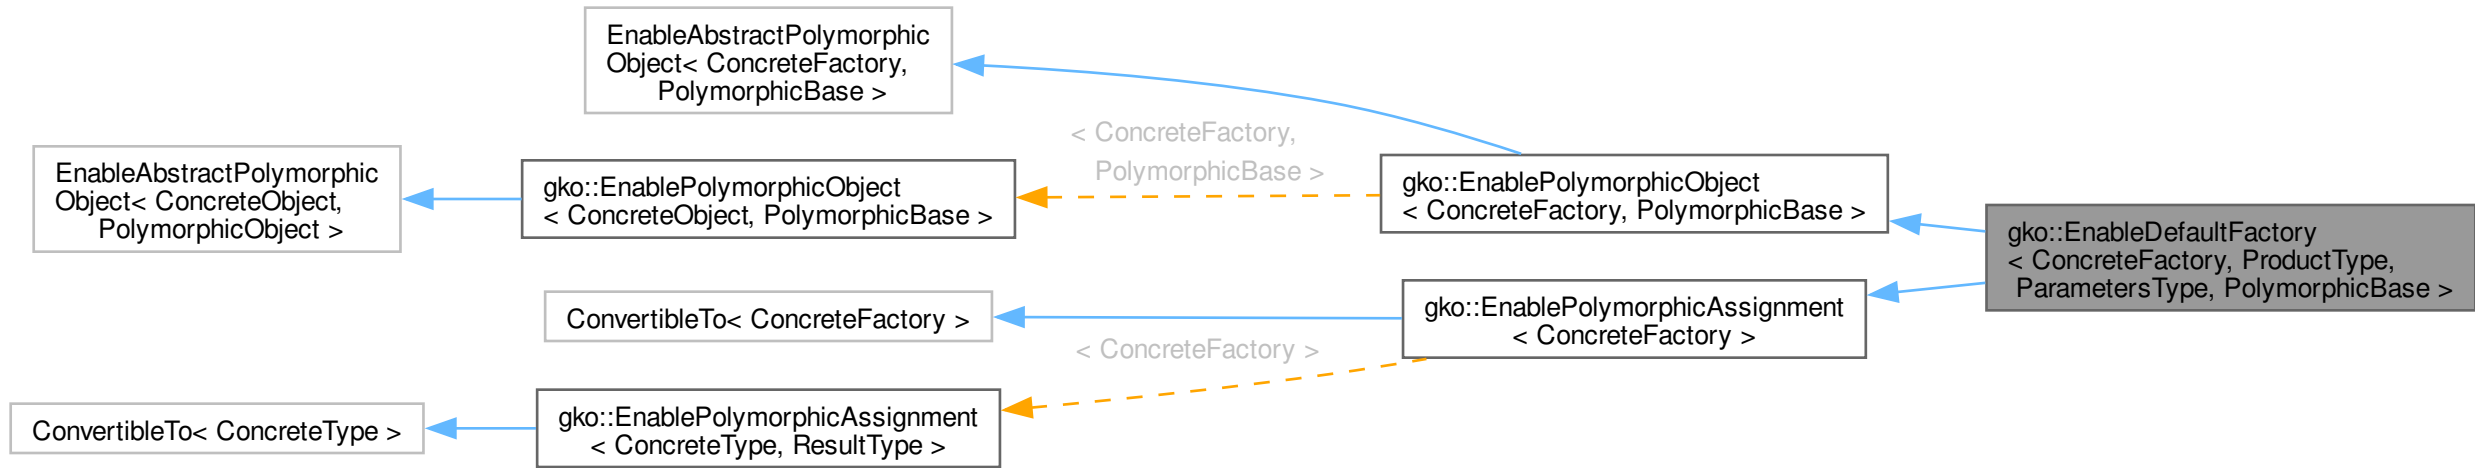 EnableAbstractPolymorphic
Object< ConcreteFactory,
PolymorphicBase >
< ConcreteFactory,
PolymorphicBase >
EnableAbstractPolymorphic
Object< ConcreteObject,
PolymorphicObject >
gko::EnablePolymorphicObject
< ConcreteObject, PolymorphicBase >
gko::EnablePolymorphicObject
< ConcreteFactory, PolymorphicBase >
gko::EnableDefaultFactory
< ConcreteFactory, ProductType,
ParametersType, PolymorphicBase >
ConvertibleTo< ConcreteFactory >
gko::EnablePolymorphicAssignment
< ConcreteFactory >
< ConcreteFactory >
ConvertibleTo< ConcreteType >
gko::EnablePolymorphicAssignment
< ConcreteType, ResultType >